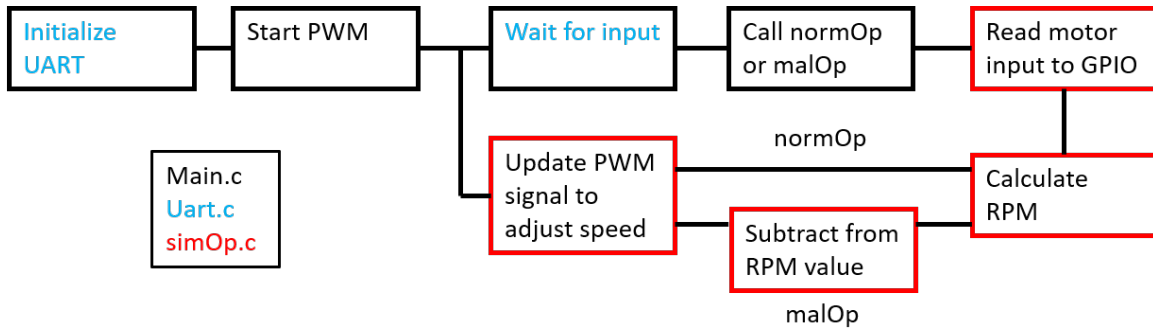 Initialize
UART
Start PWM
Wait for input
Call normOp
or malOp
Read motor
input to GPIO
normOp
Update PWM
signal to
adjust speed
Calculate
RPM
Subtract from
RPM value
malOp
Main.c
Uart.c
simOp.c